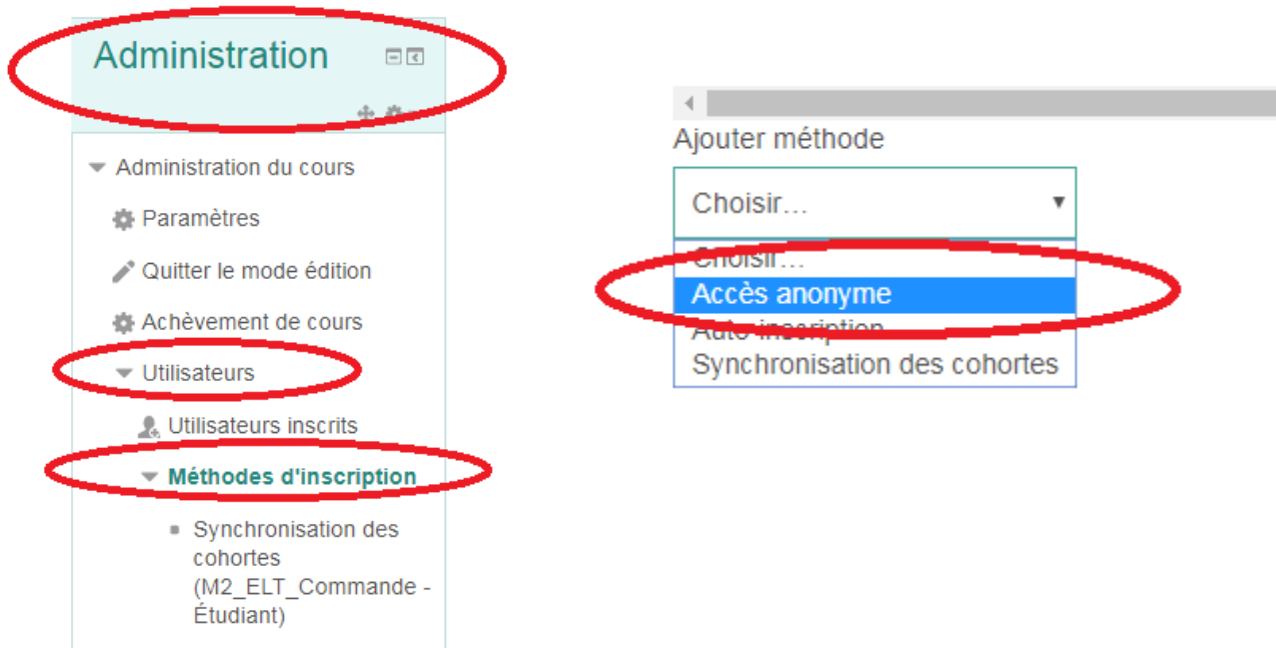 Administration
Administration du cours
Paramètres
Quitter le mode édition
Achèvement de cours
Utilisateurs
Utilisateurs inscrits
Méthodes d'inscription
Synchronisation des
cohortes
(M2_ELT_Commande -
Étudiant)
Ajouter méthode
Choisir...
Choisir...
Accès anonyme
Auto-inscription
Synchronisation des cohortes